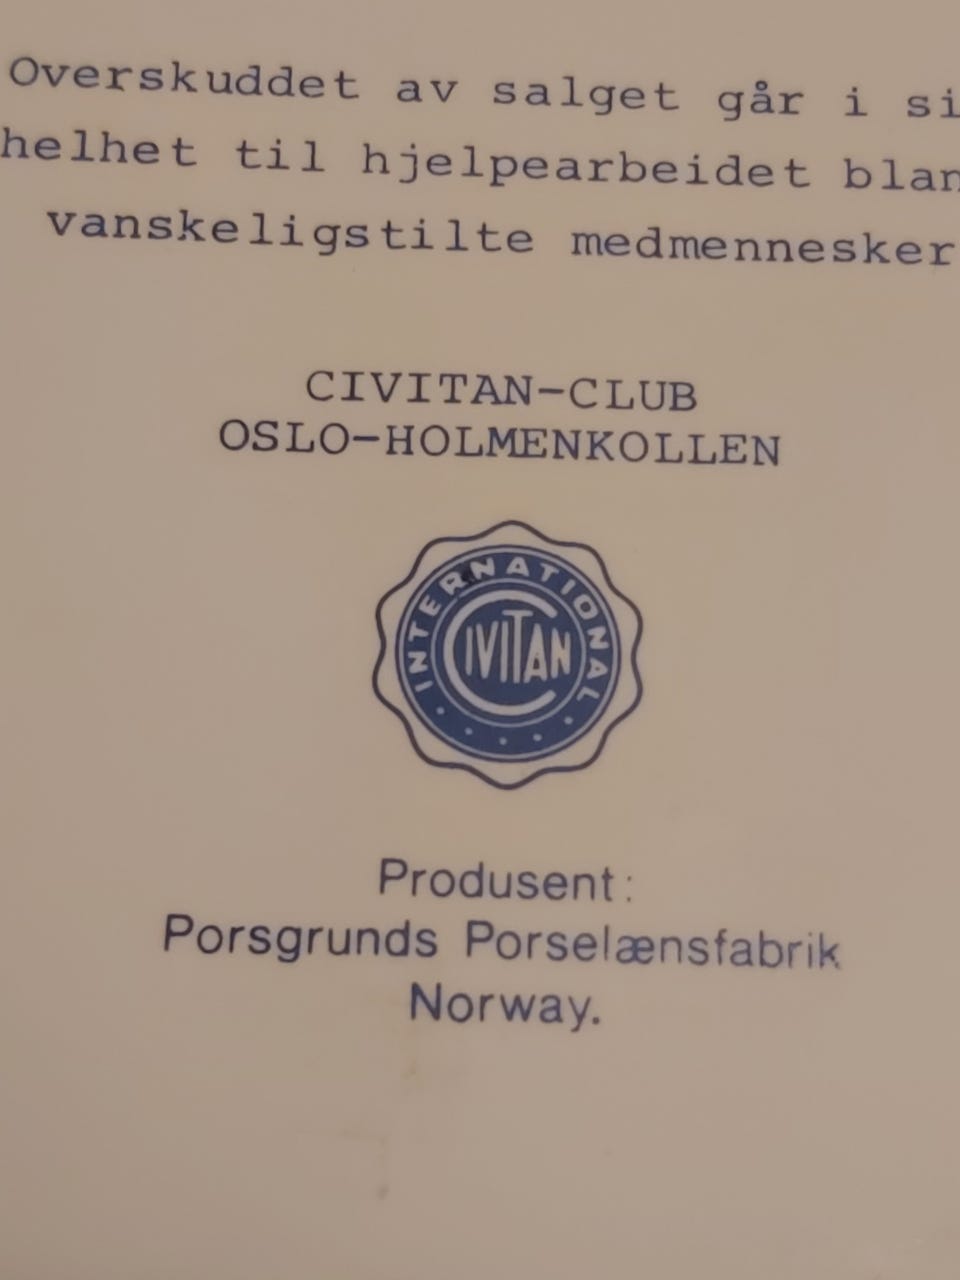 Overskuddet av salget går i si
helhet til hjelpearbeidet blan
vanskeligstilte medmennesker
CIVITAN-CLUB
OSLO-HOLMENKOLLEN
INTERNATIONAL
CIVITAN
Produsent:
Porsgrunds Porselænsfabrik
Norway.